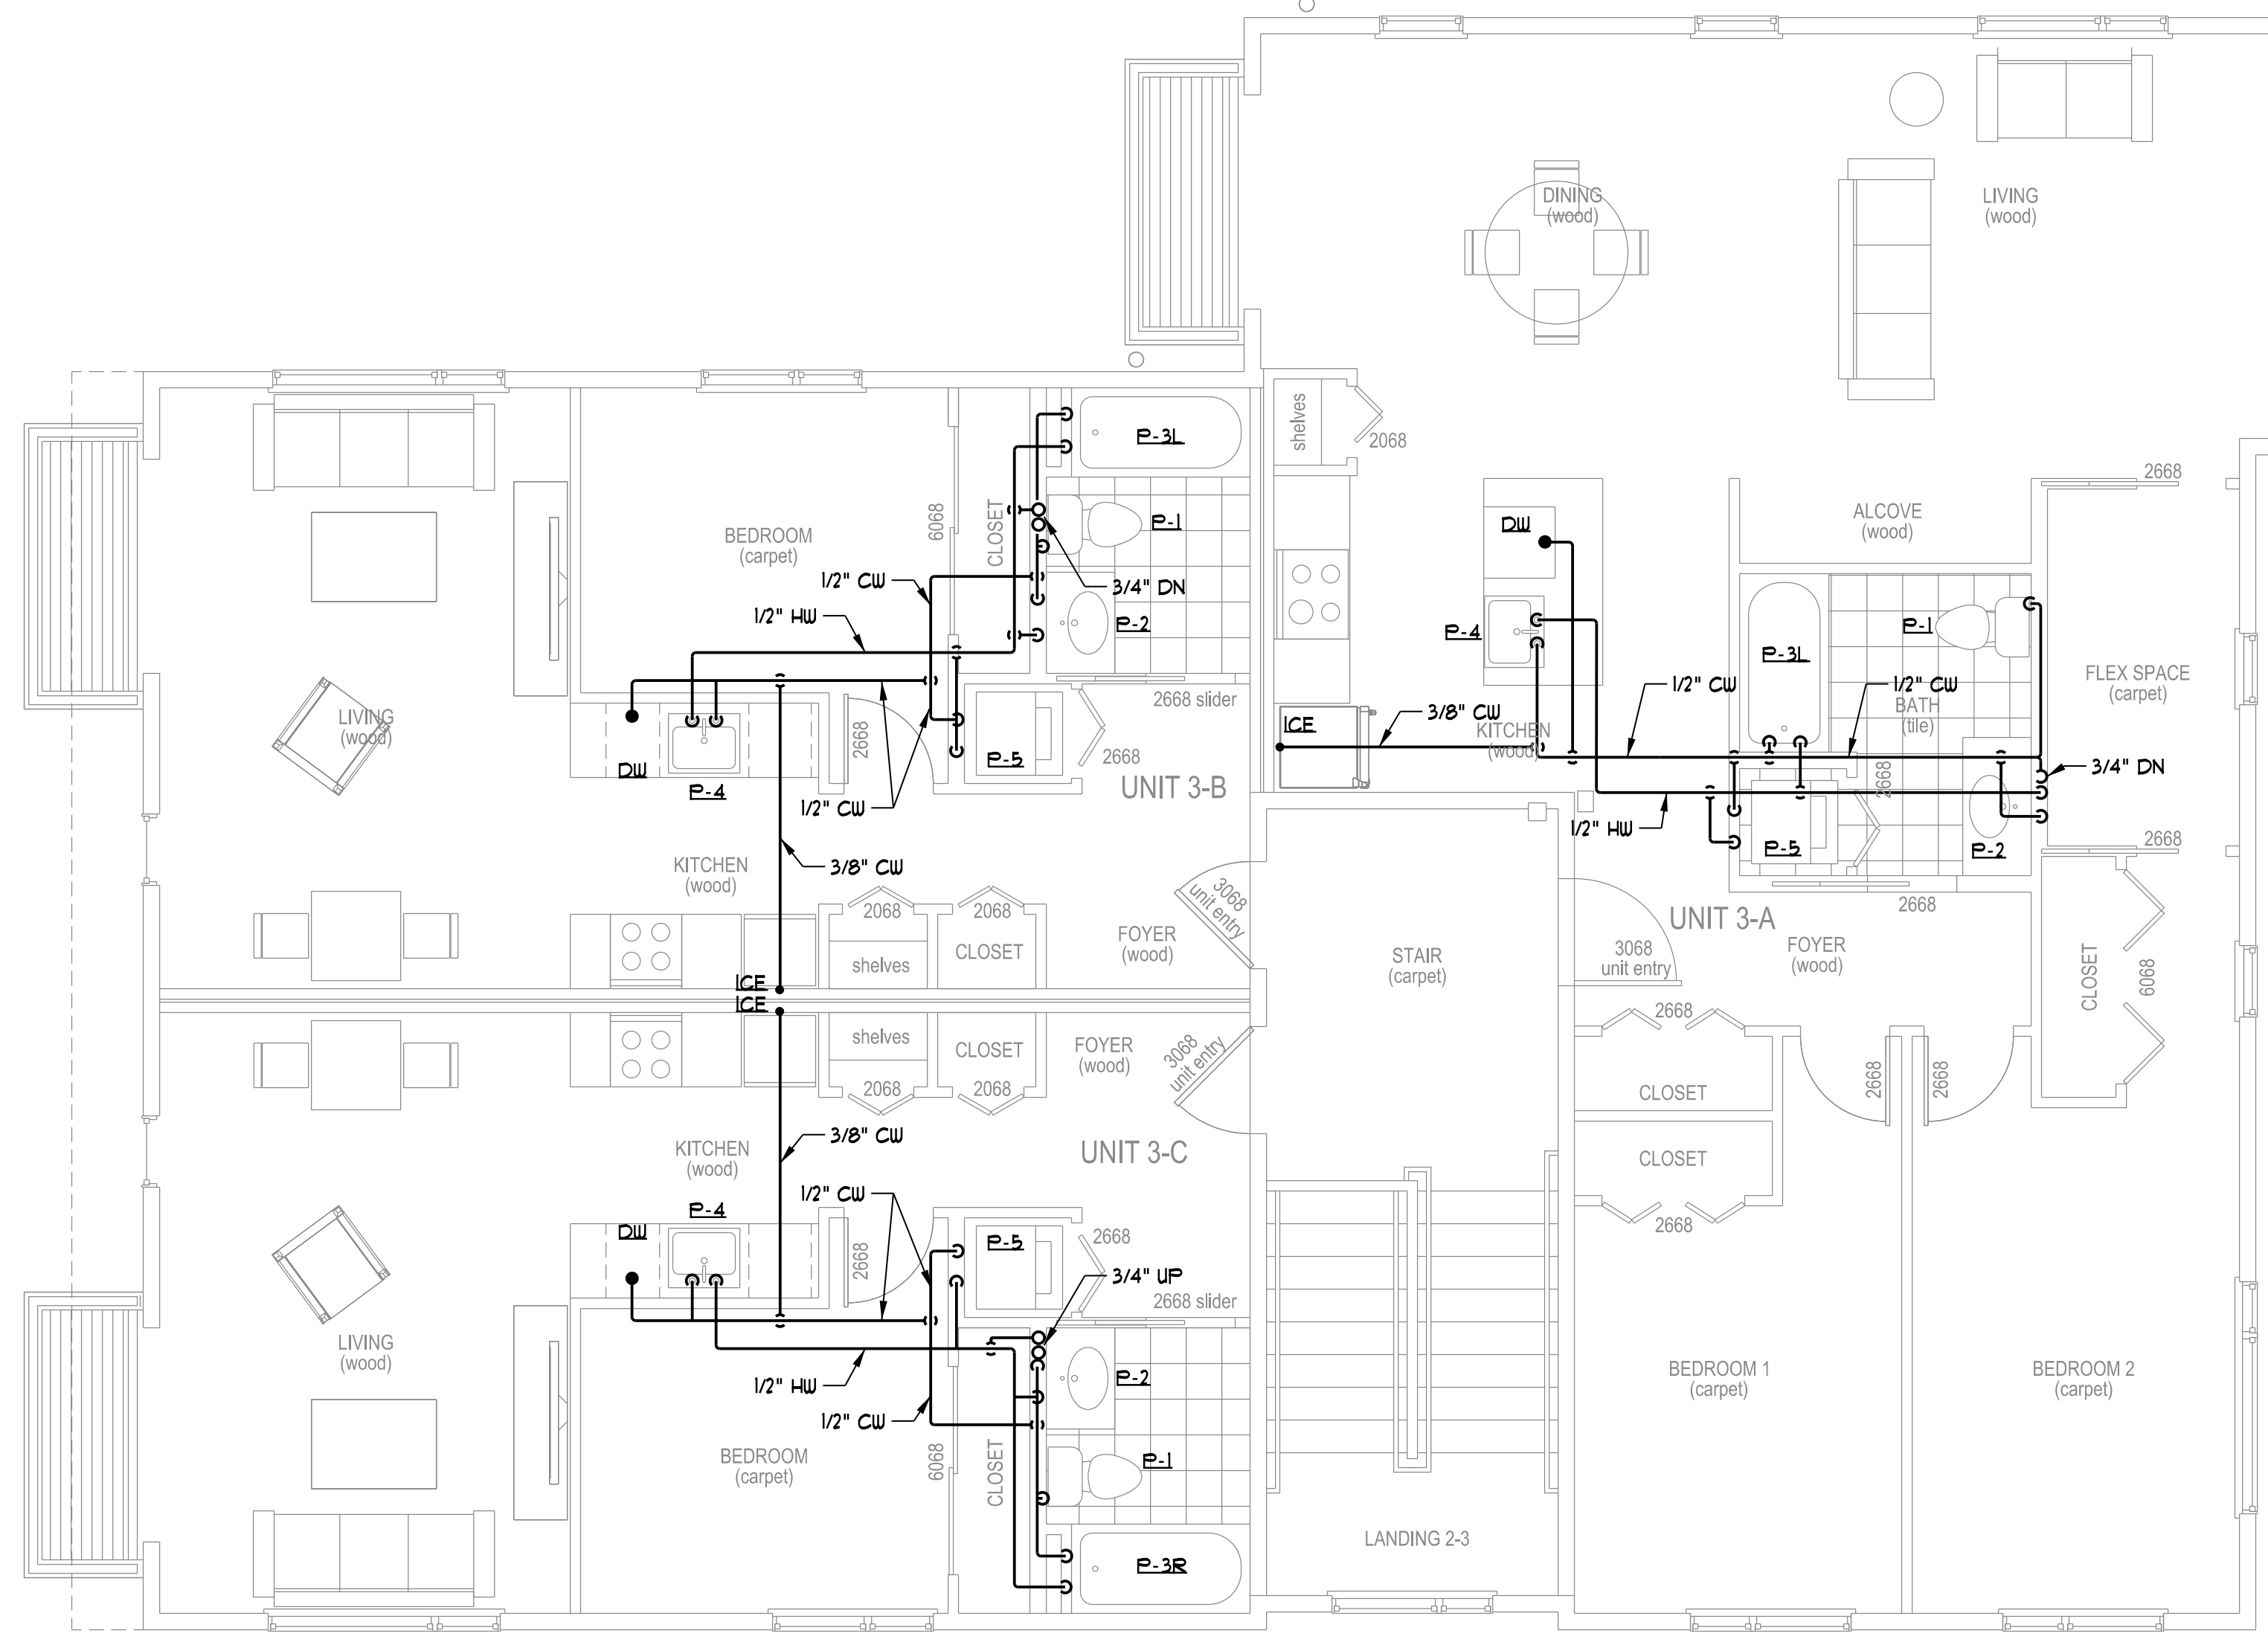 DINING
(wood)
LIVING
(wood)
shelves
2068
P-3L
CLOSET
6068
BEDROOM
(carpet)
P-1
1/2" CW
3/4" DN
1/2" HW
P-2
2668 slider
2668
LIVING
(wood)
DW
P-4
P-5
2668
UNIT 3-B
1/2" CW
3/8" CW
KITCHEN
(wood)
2068
2068
shelves
CLOSET
FOYER
(wood)
3068
unit entry
ICE
DW
P-4
ICE
3/8" CW
KITCHEN
(wood)
2668
ALCOVE
(wood)
P-1
P-3L
1/2" CW
1/2" CW
BATH
(tile)
FLEX SPACE
(carpet)
3/4" DN
2668
1/2" HW
P-5
P-2
2668
2668
UNIT 3-A
FOYER
(wood)
3068
unit entry
CLOSET
6068
STAIR
(carpet)
2668
CLOSET
2668
2668
CLOSET
2668
BEDROOM 1
(carpet)
BEDROOM 2
(carpet)
LANDING 2-3
ICE
shelves
CLOSET
2068
2068
FOYER
(wood)
3068
unit entry
3/8" CW
KITCHEN
(wood)
UNIT 3-C
1/2" CW
P-4
DW
2668
P-5
2668
3/4" UP
2668 slider
LIVING
(wood)
1/2" HW
1/2" CW
P-2
BEDROOM
(carpet)
6068
CLOSET
P-1
P-3R